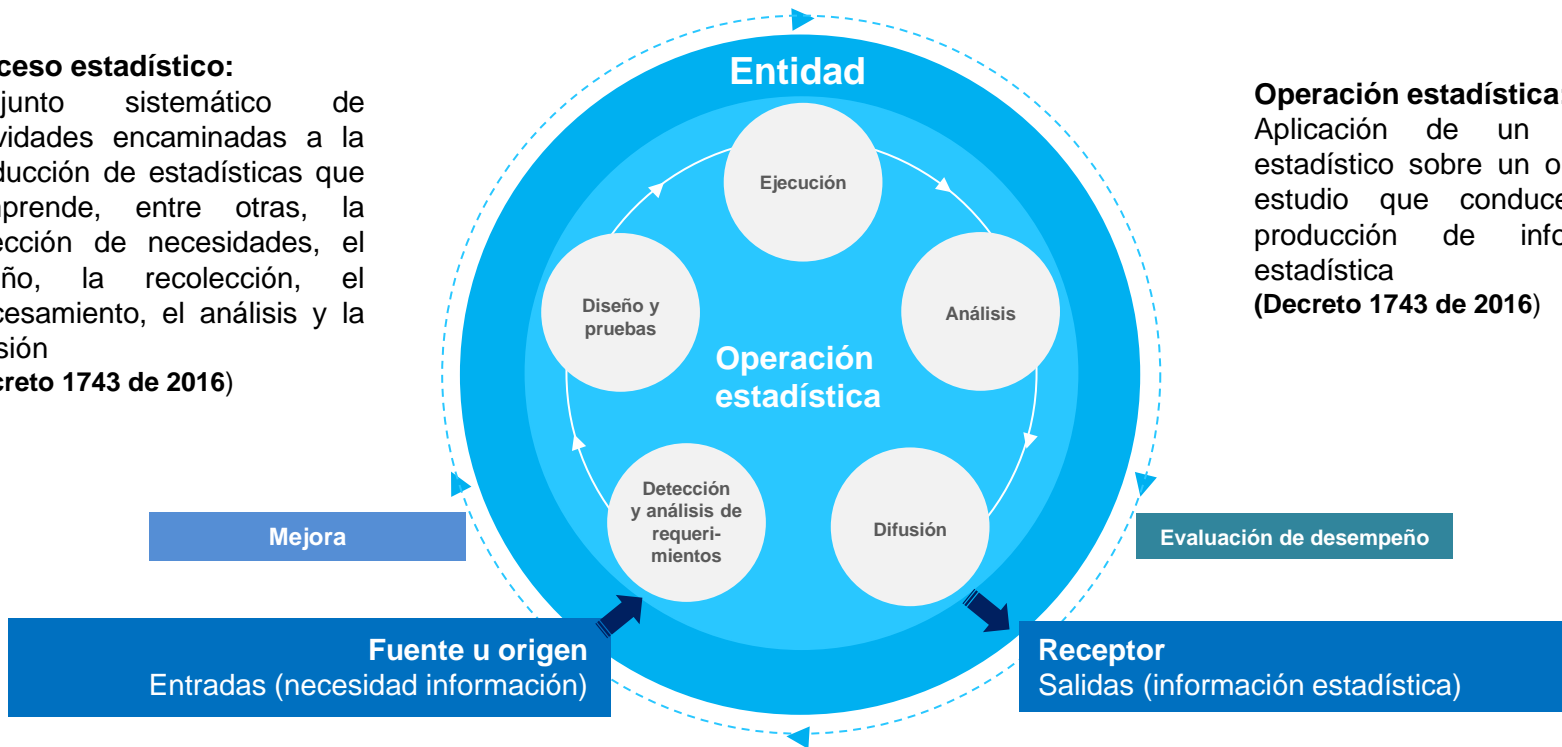 ceso estadístico:
junto sistemático de
vidades encaminadas a la
ducción de estadísticas que
prende, entre otras, la
ección de necesidades, el
ño, la recolección, el
cesamiento, el análisis y la
sión
creto 1743 de 2016)
Entidad
Ejecución
Diseño y
pruebas
Análisis
Operación
estadística
Detección
y análisis de
requeri-
mientos
Difusión
Operación estadística:
Aplicación de un
estadístico sobre un o
estudio que conduce
producción de info
estadística
(Decreto 1743 de 2016)
Mejora
Evaluación de desempeño
Fuente u origen
Entradas (necesidad información)
Receptor
Salidas (información estadística)